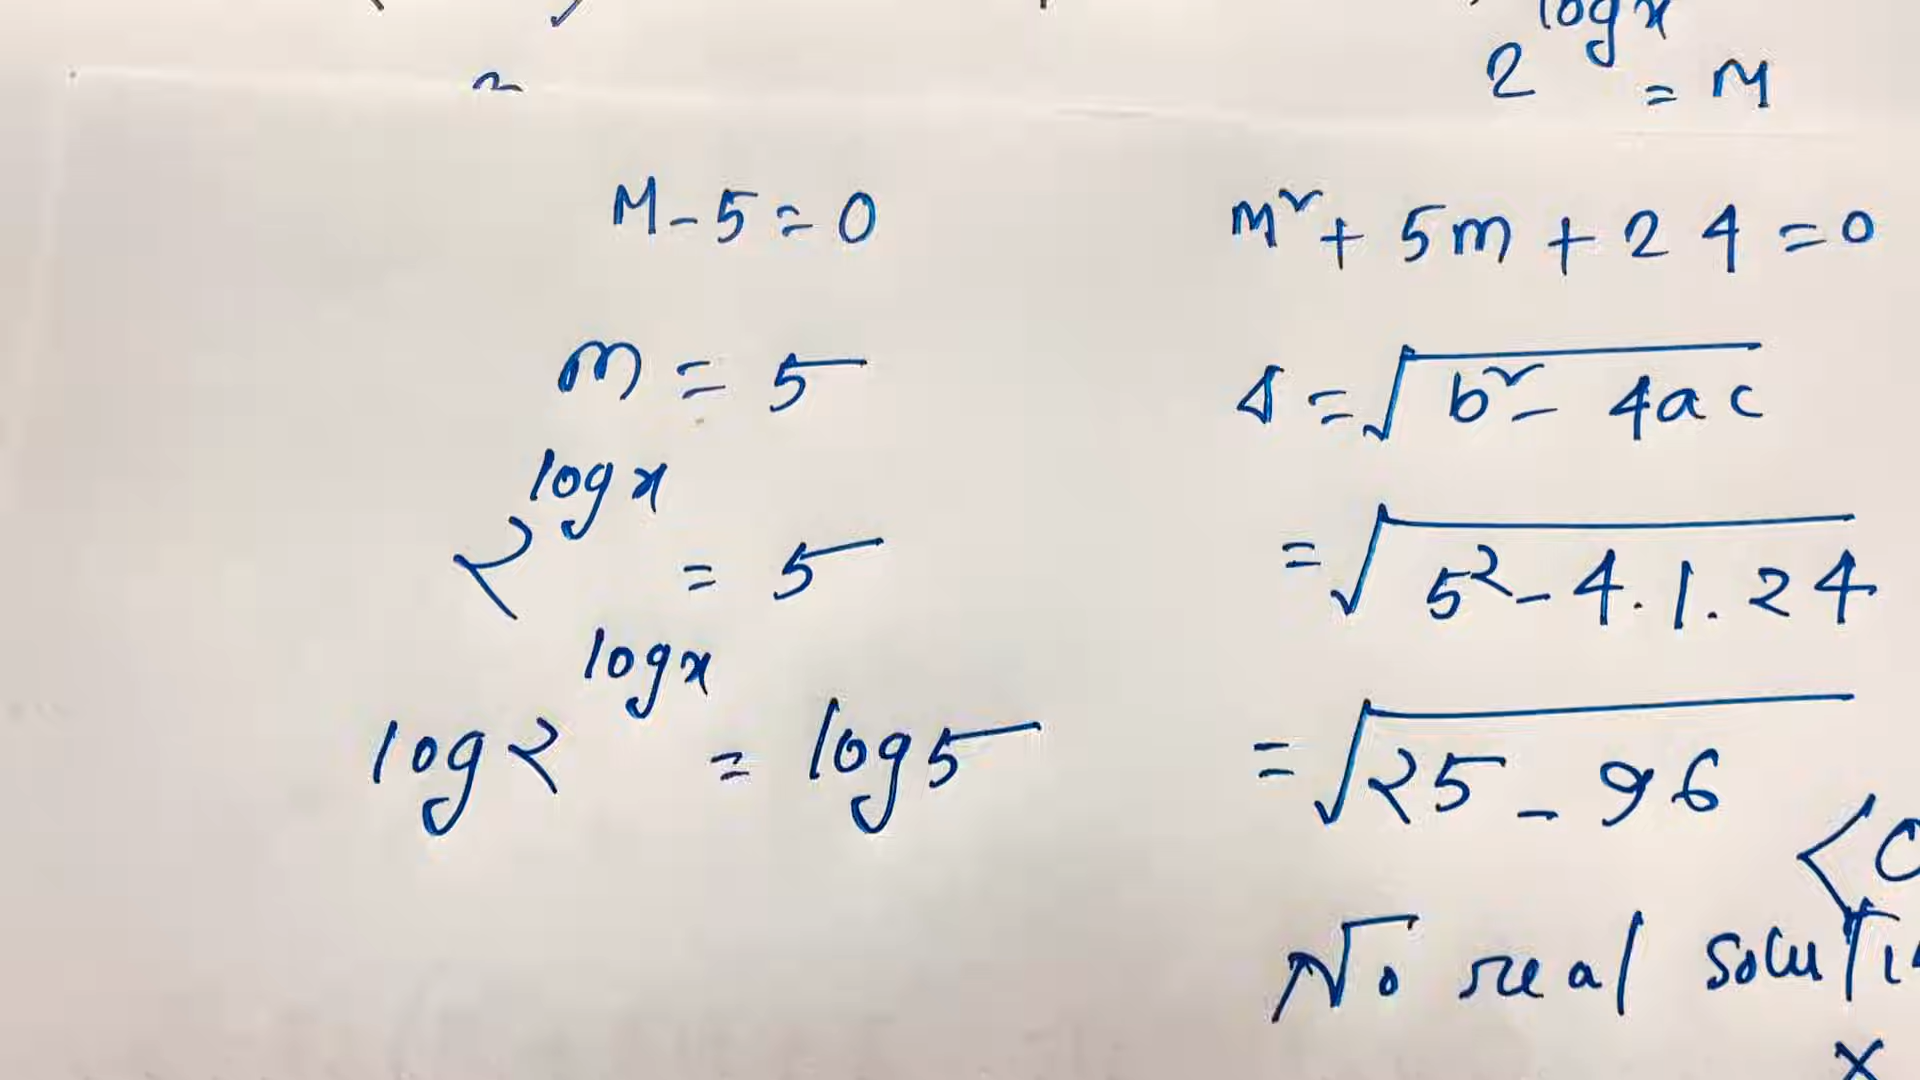 2^log x = M
M - 5 = 0
m = 5
2^log x = 5
log 2^log x = log 5
m² + 5m + 24 = 0
Δ = √b² - 4ac
= √5² - 4.1.24
= √25 - 96
<0
No real
x